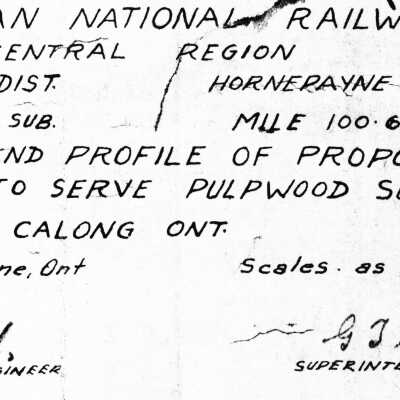 AN NATIONAL RAILW
CENTRAL REGION
DIST. HORNEPAYNE
SUB. MILE 100.6
ND PROFILE OF PROPO
TO SERVE PULPWOOD S
CALONG ONT.
ne, Ont Scales. as
G
GINEER SUPERINTE